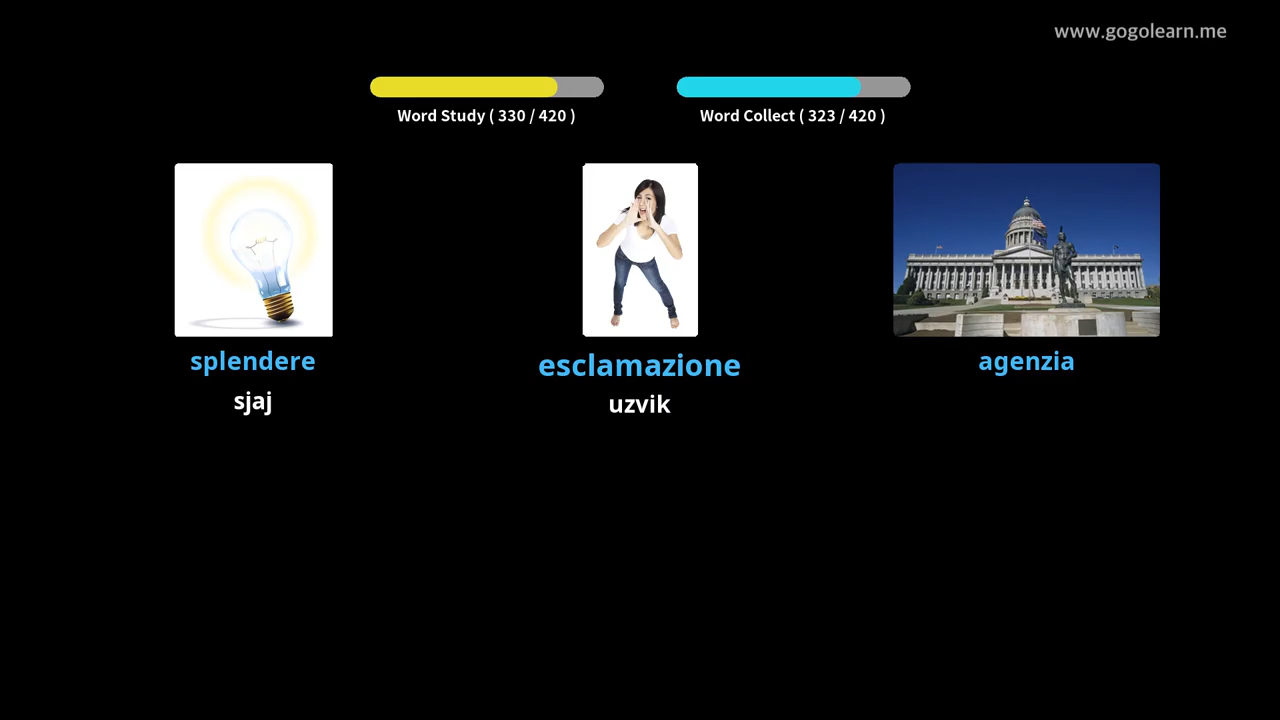 www.gogolearn.me
Word Study ( 330 / 420 )
Word Collect ( 323 / 420 )
splendere
sjaj
esclamazione
uzvik
agenzia